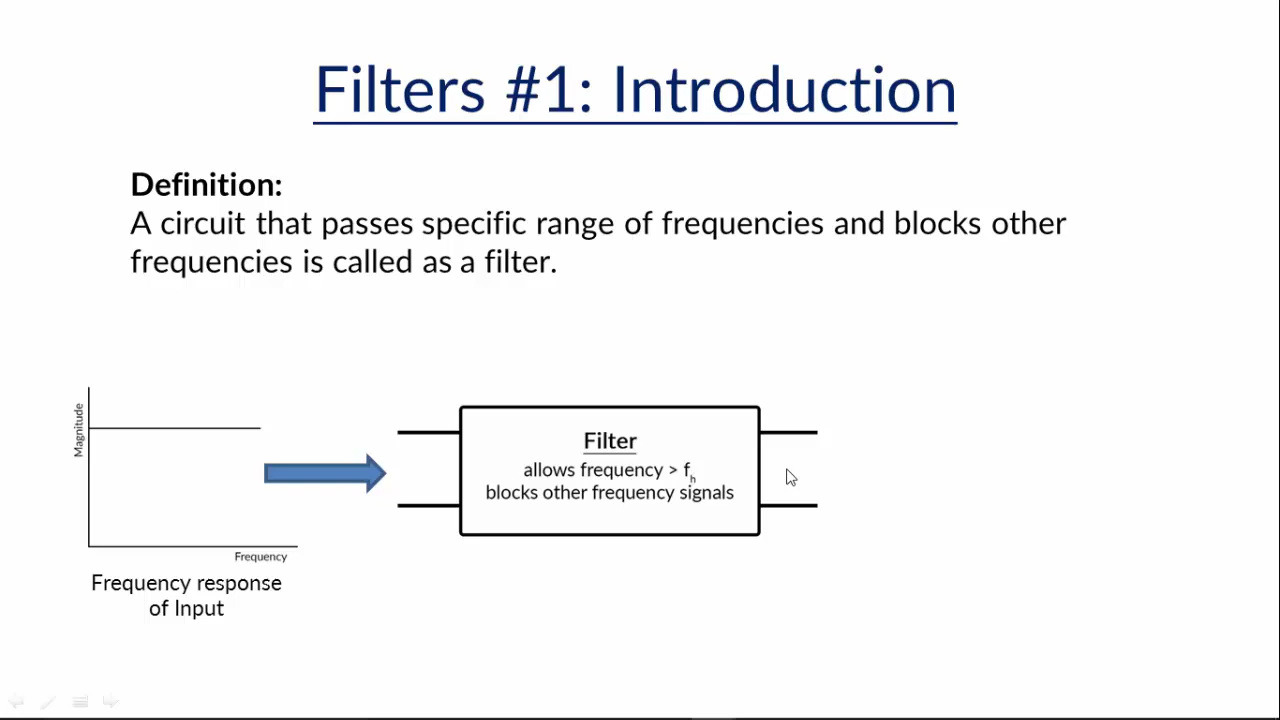 Filters #1: Introduction
Definition:
A circuit that passes specific range of frequencies and blocks other
frequencies is called as a filter.
Magnitude
Frequency
Frequency response
of Input
Filter
allows frequency > fh
blocks other frequency signals